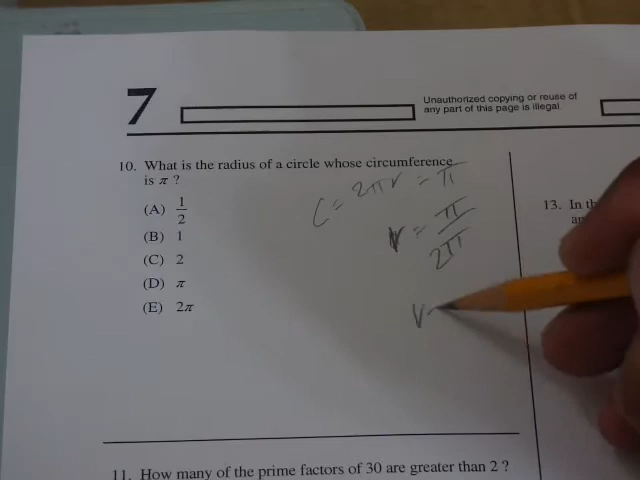 7
Unauthorized copying or reuse of
any part of this page is illegal.
10. What is the radius of a circle whose circumference
is π ?
(A) 1/2
(B) 1
(C) 2
(D) π
(E) 2π
C = 2πr = π
r = π/2π
r
13. In th
11. How many of the prime factors of 30 are greater than 2 ?